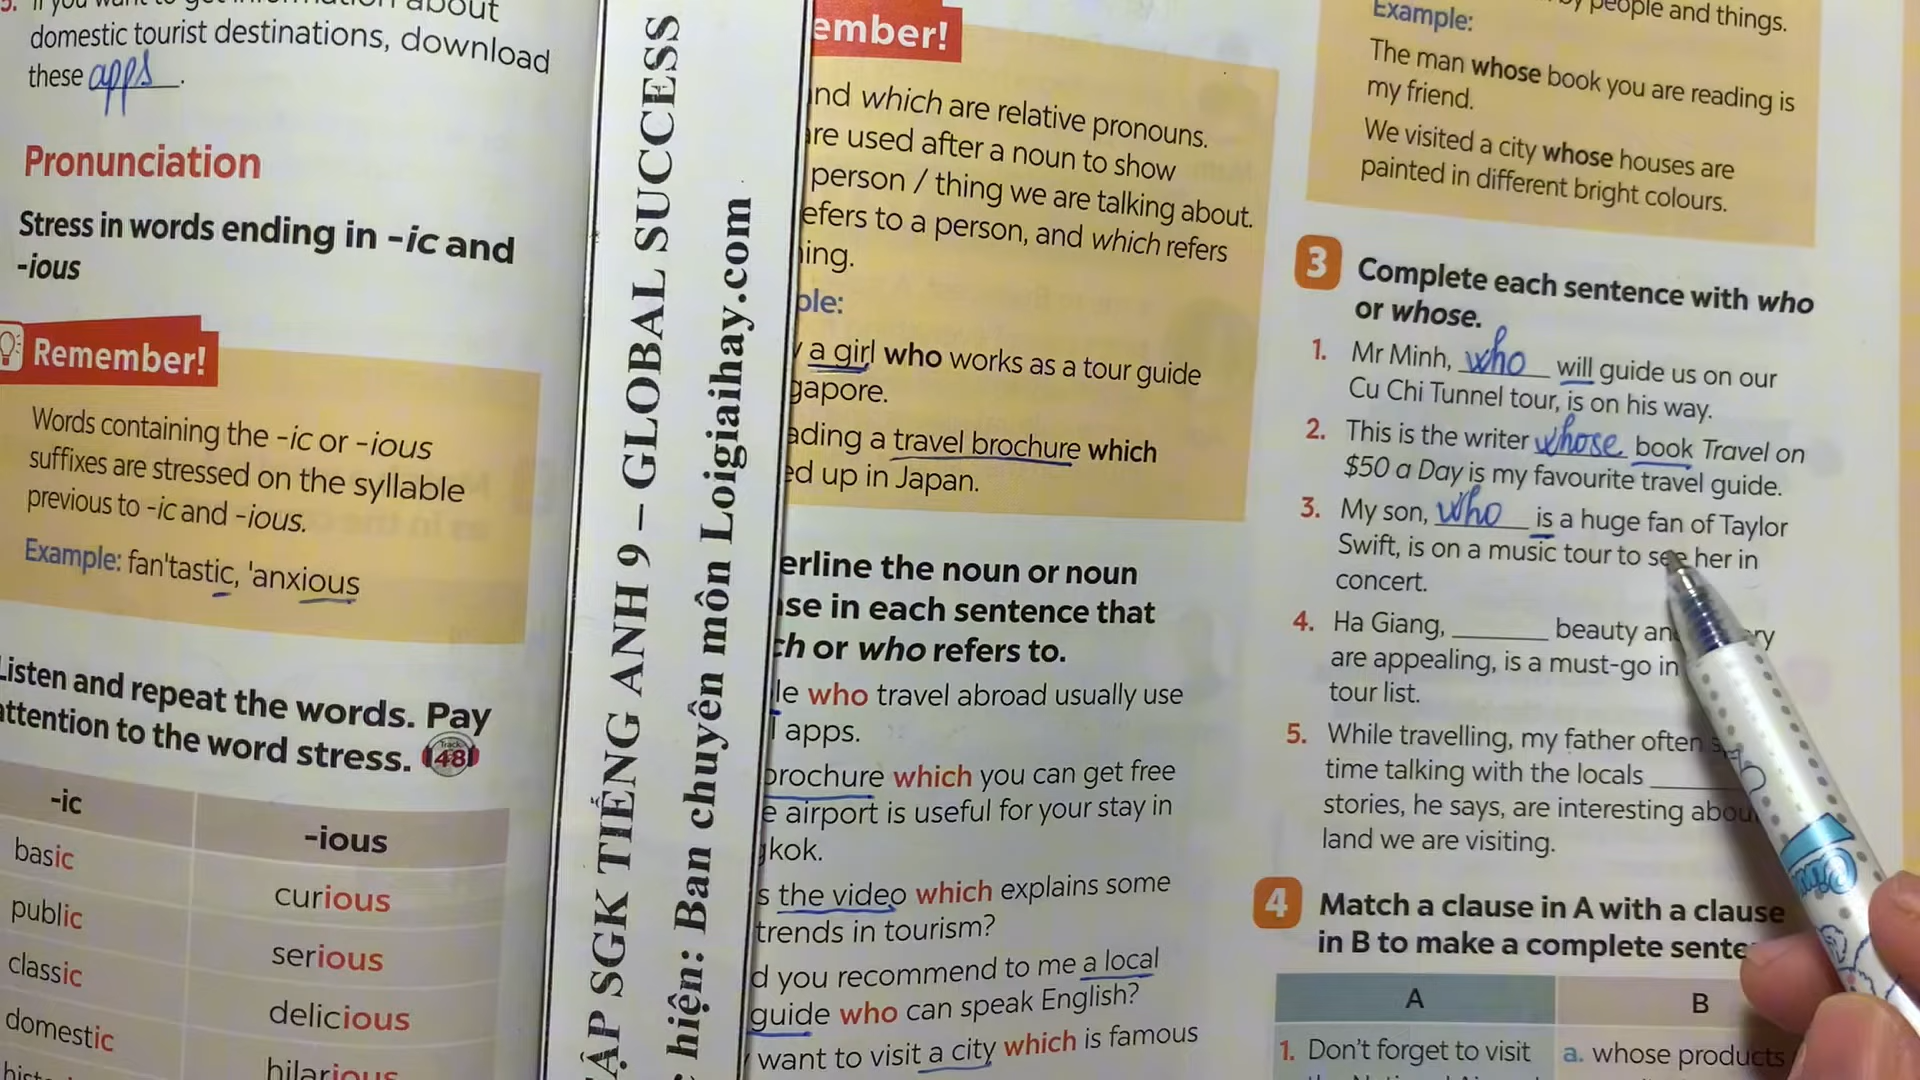 If you want to get information about
domestic tourist destinations, download
these apps.
Pronunciation
Stress in words ending in -ic and
-ious
Remember!
Words containing the -ic or -ious
suffixes are stressed on the syllable
previous to -ic and -ious.
Example: fan'tastic, 'anxious
Listen and repeat the words. Pay
attention to the word stress.
Track
48
-ic
-ious
basic
curious
public
serious
classic
delicious
domestic
hilarious
ẬP SGK TIẾNG ANH 9 – GLOBAL SUCCESS
hiện: Ban chuyên môn Loigiaihay.com
ember!
nd which are relative pronouns.
re used after a noun to show
person / thing we are talking about.
efers to a person, and which refers
ing.
ple:
a girl who works as a tour guide
gapore.
ading a travel brochure which
ed up in Japan.
erline the noun or noun
se in each sentence that
ch or who refers to.
le who travel abroad usually use
apps.
brochure which you can get free
e airport is useful for your stay in
gkok.
s the video which explains some
trends in tourism?
d you recommend to me a local
guide who can speak English?
want to visit a city which is famous
by people and things.
Example:
The man whose book you are reading is
my friend.
We visited a city whose houses are
painted in different bright colours.
3 Complete each sentence with who
or whose.
1. Mr Minh, who will guide us on our
Cu Chi Tunnel tour, is on his way.
2. This is the writer whose book Travel on
$50 a Day is my favourite travel guide.
3. My son, who is a huge fan of Taylor
Swift, is on a music tour to see her in
concert.
4. Ha Giang, ________ beauty an ry
are appealing, is a must-go in
tour list.
5. While travelling, my father often s
time talking with the locals ________
stories, he says, are interesting abou
land we are visiting.
4 Match a clause in A with a clause
in B to make a complete sente
A
B
1. Don't forget to visit
a. whose products